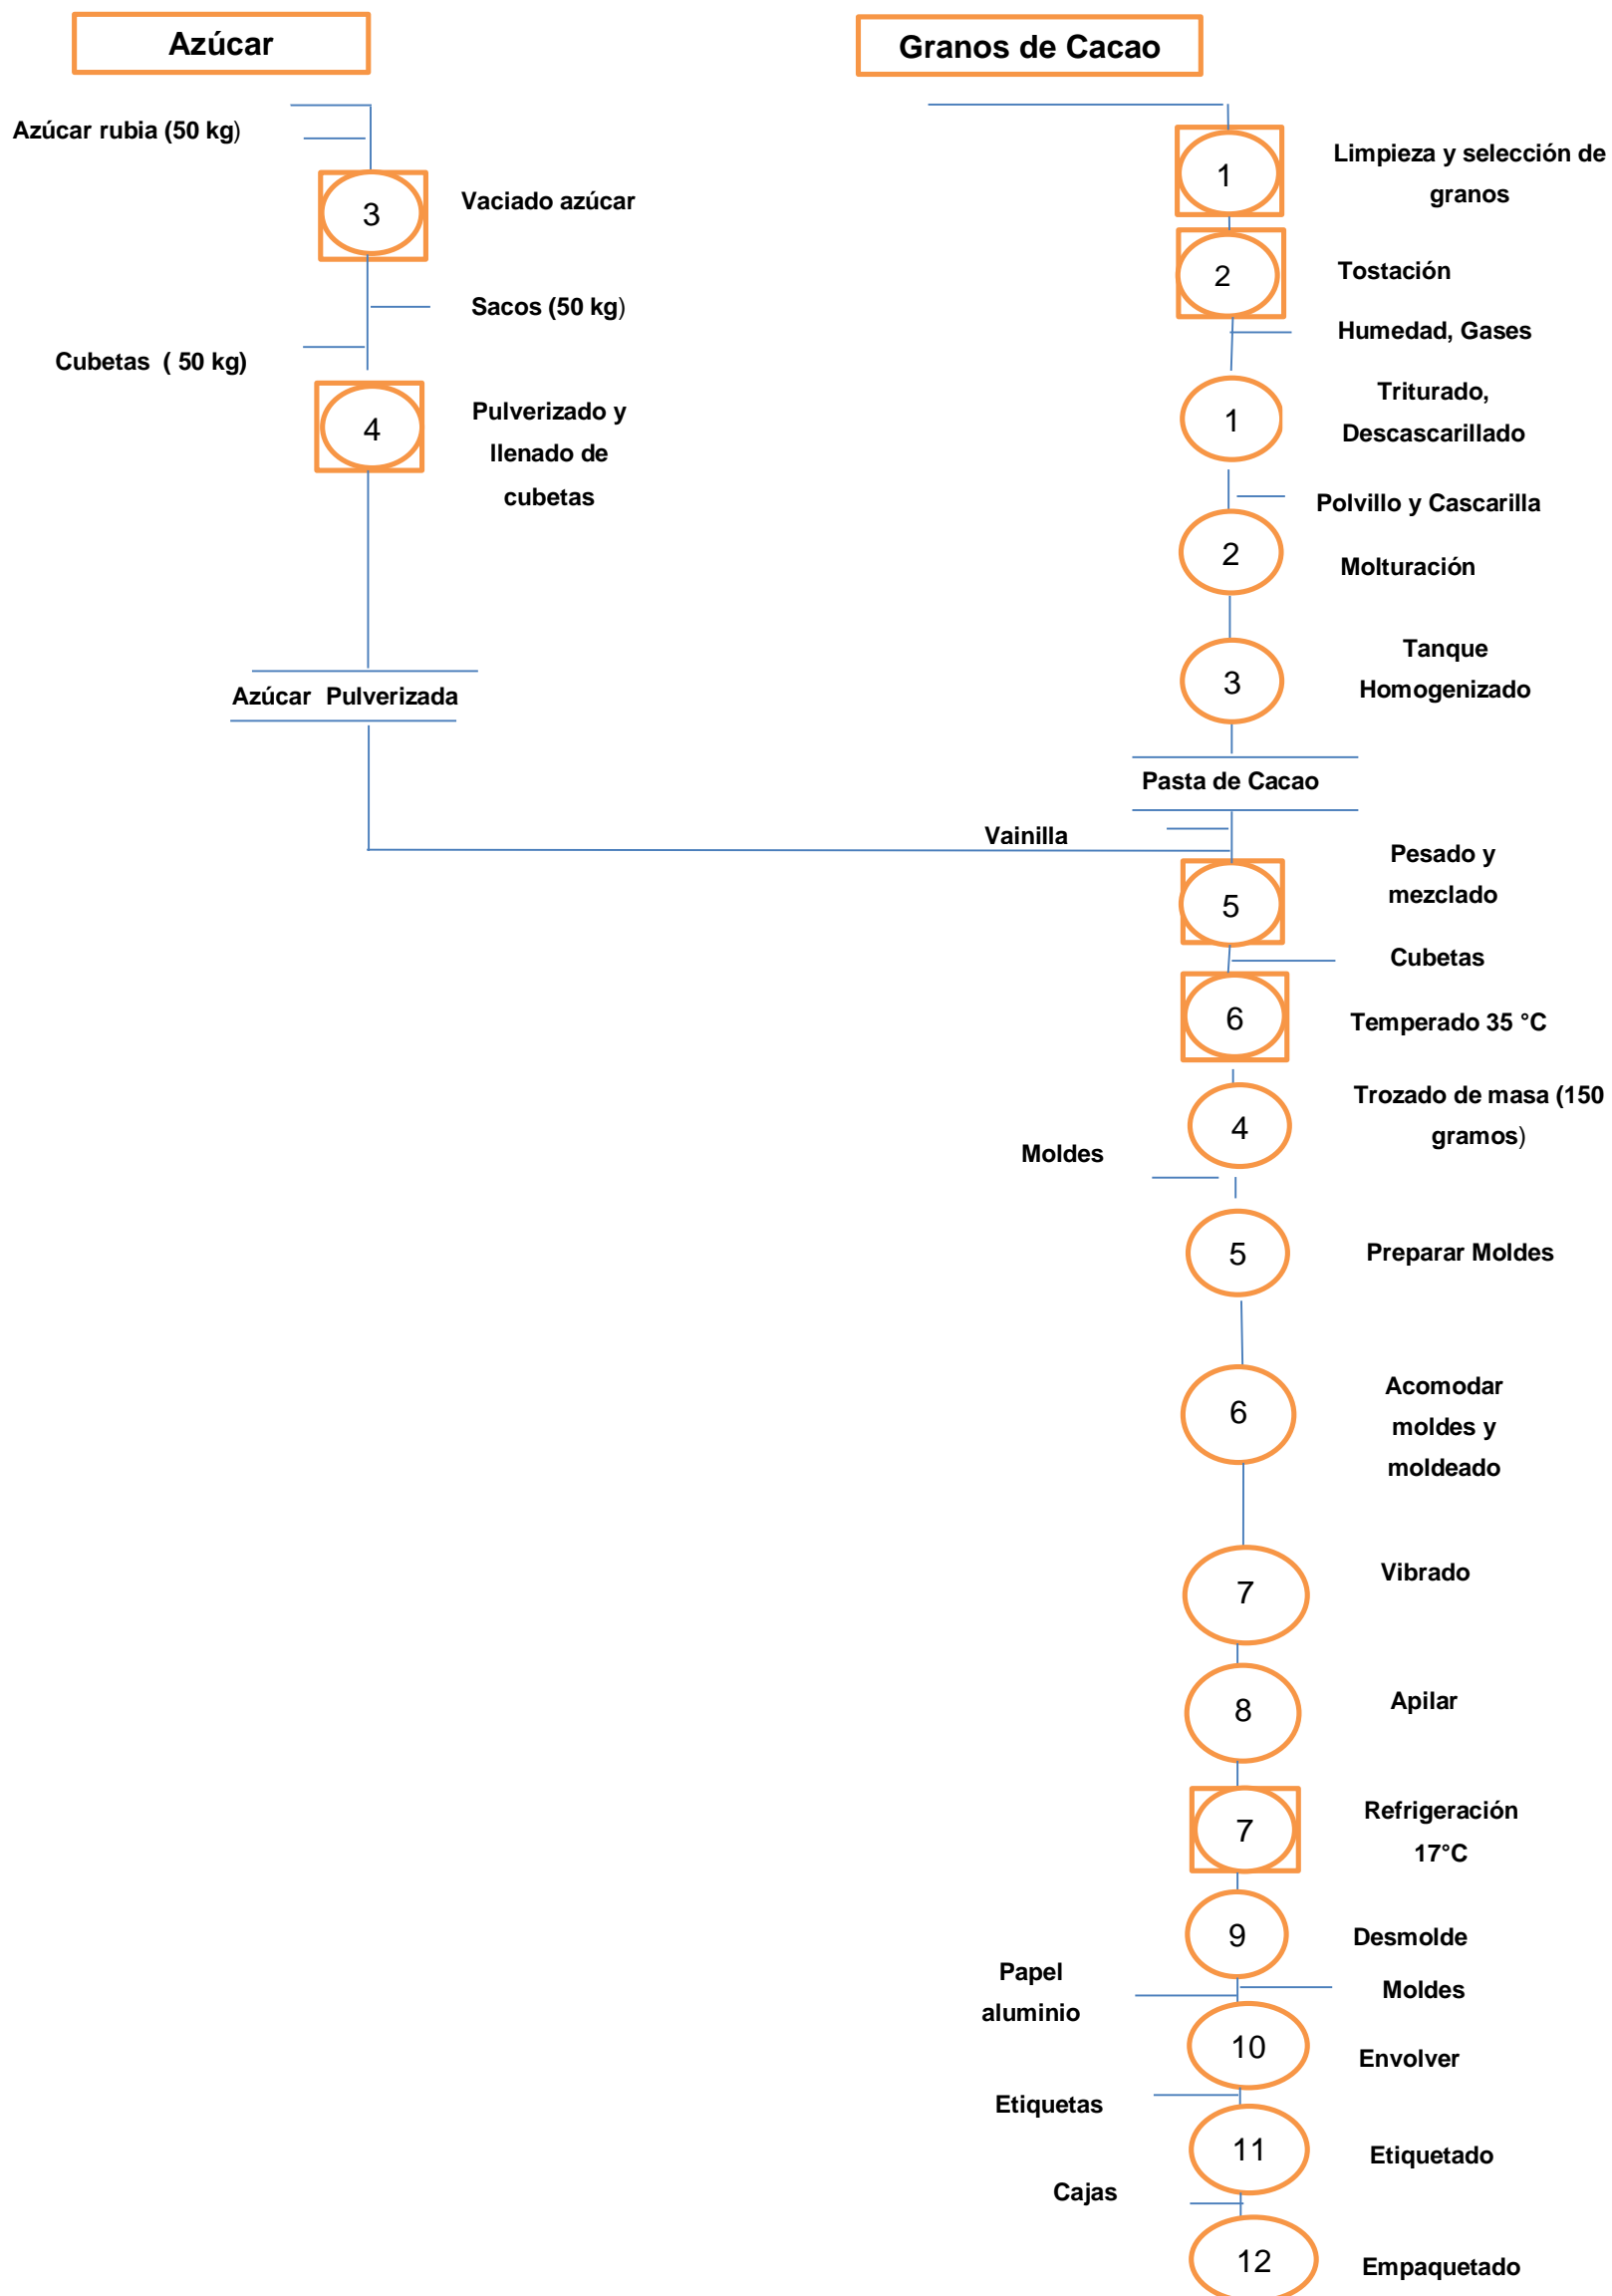 Azúcar
Azúcar rubia (50 kg)
3
Vaciado azúcar
Sacos (50 kg)
Cubetas ( 50 kg)
4
Pulverizado y
llenado de
cubetas
Azúcar Pulverizada
Granos de Cacao
1
Limpieza y selección de
granos
2
Tostación
Humedad, Gases
1
Triturado,
Descascarillado
Polvillo y Cascarilla
2
Molturación
3
Tanque
Homogenizado
Pasta de Cacao
Vainilla
5
Pesado y
mezclado
Cubetas
6
Temperado 35 °C
4
Trozado de masa (150
gramos)
Moldes
5
Preparar Moldes
6
Acomodar
moldes y
moldeado
7
Vibrado
8
Apilar
7
Refrigeración
17°C
9
Desmolde
Papel
aluminio
Moldes
10
Envolver
Etiquetas
11
Etiquetado
Cajas
12
Empaquetado